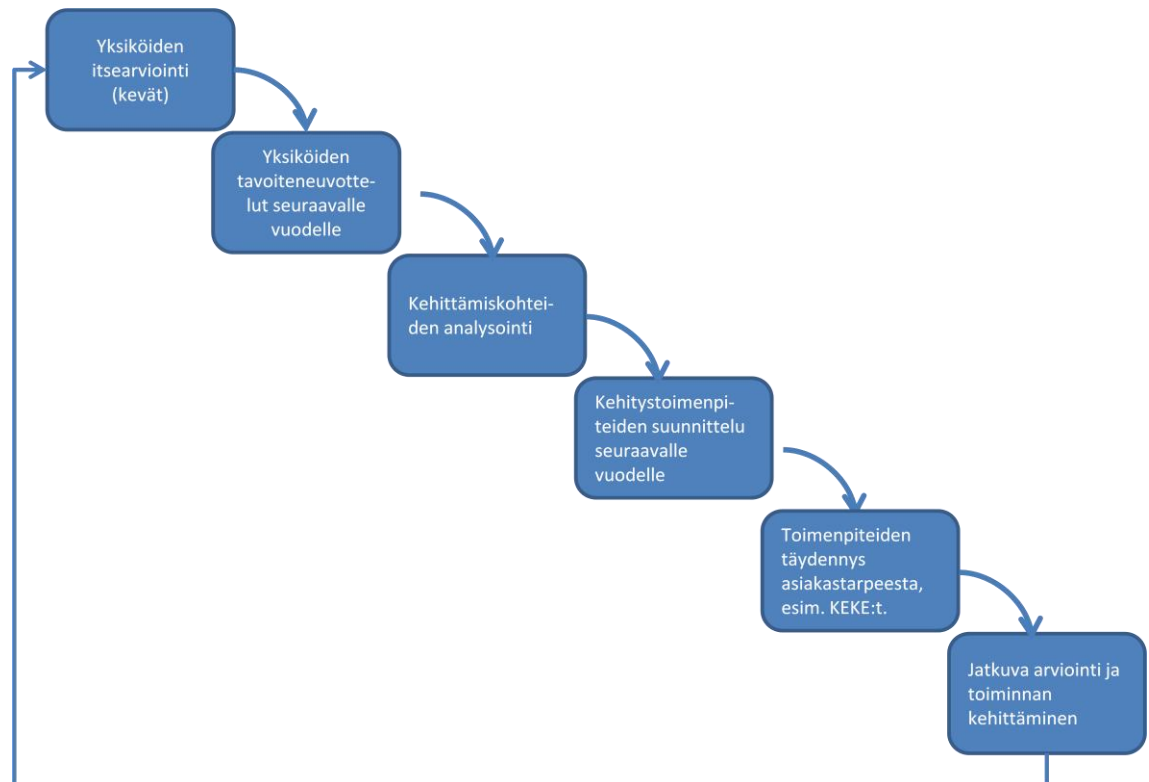 Yksiköiden
itsearviointi
(kevät)
Yksiköiden
tavoiteneuvotte-
lut seuraavalle
vuodelle
Kehittämiskohtei-
den analysointi
Kehitystoimenpi-
teiden suunnittelu
seuraavalle
vuodelle
Toimenpiteiden
täydennys
asiakastarpeesta,
esim. KEKE:t.
Jatkuva arviointi ja
toiminnan
kehittäminen